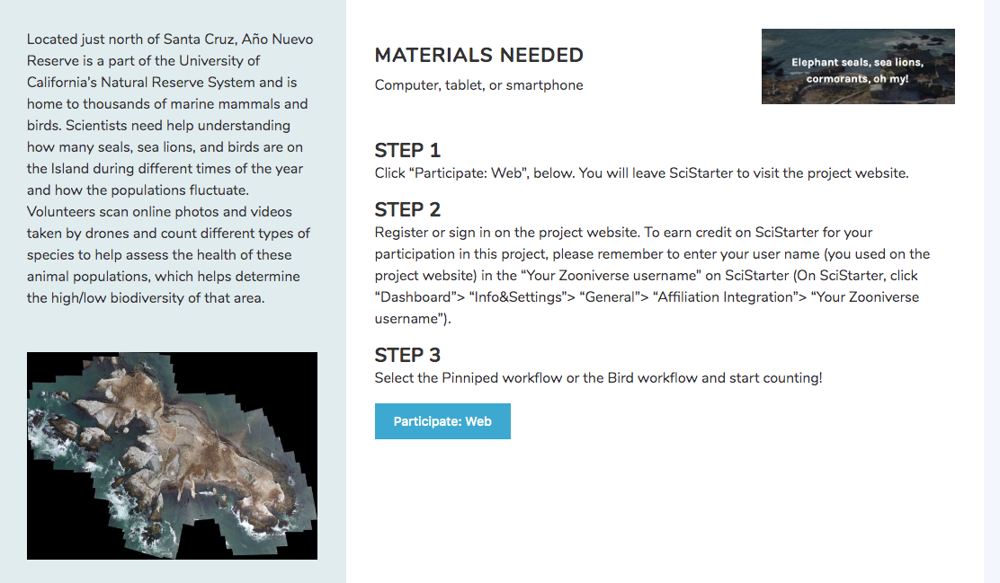 Located just north of Santa Cruz, Año Nuevo
Reserve is a part of the University of
California’s Natural Reserve System and is
home to thousands of marine mammals and
birds. Scientists need help understanding
how many seals, sea lions, and birds are on
the Island during different times of the year
and how the populations fluctuate.
Volunteers scan online photos and videos
taken by drones and count different types of
species to help assess the health of these
animal populations, which helps determine
the high/low biodiversity of that area.
MATERIALS NEEDED
Computer, tablet, or smartphone
Elephant seals, sea lions,
cormorants, oh my!
STEP 1
Click “Participate: Web”, below. You will leave SciStarter to visit the project website.
STEP 2
Register or sign in on the project website. To earn credit on SciStarter for your
participation in this project, please remember to enter your user name (you used on the
project website) in the “Your Zooniverse username” on SciStarter (On SciStarter, click
“Dashboard”> “Info&Settings”> “General”> “Affiliation Integration”> “Your Zooniverse
username”).
STEP 3
Select the Pinniped workflow or the Bird workflow and start counting!
Participate: Web